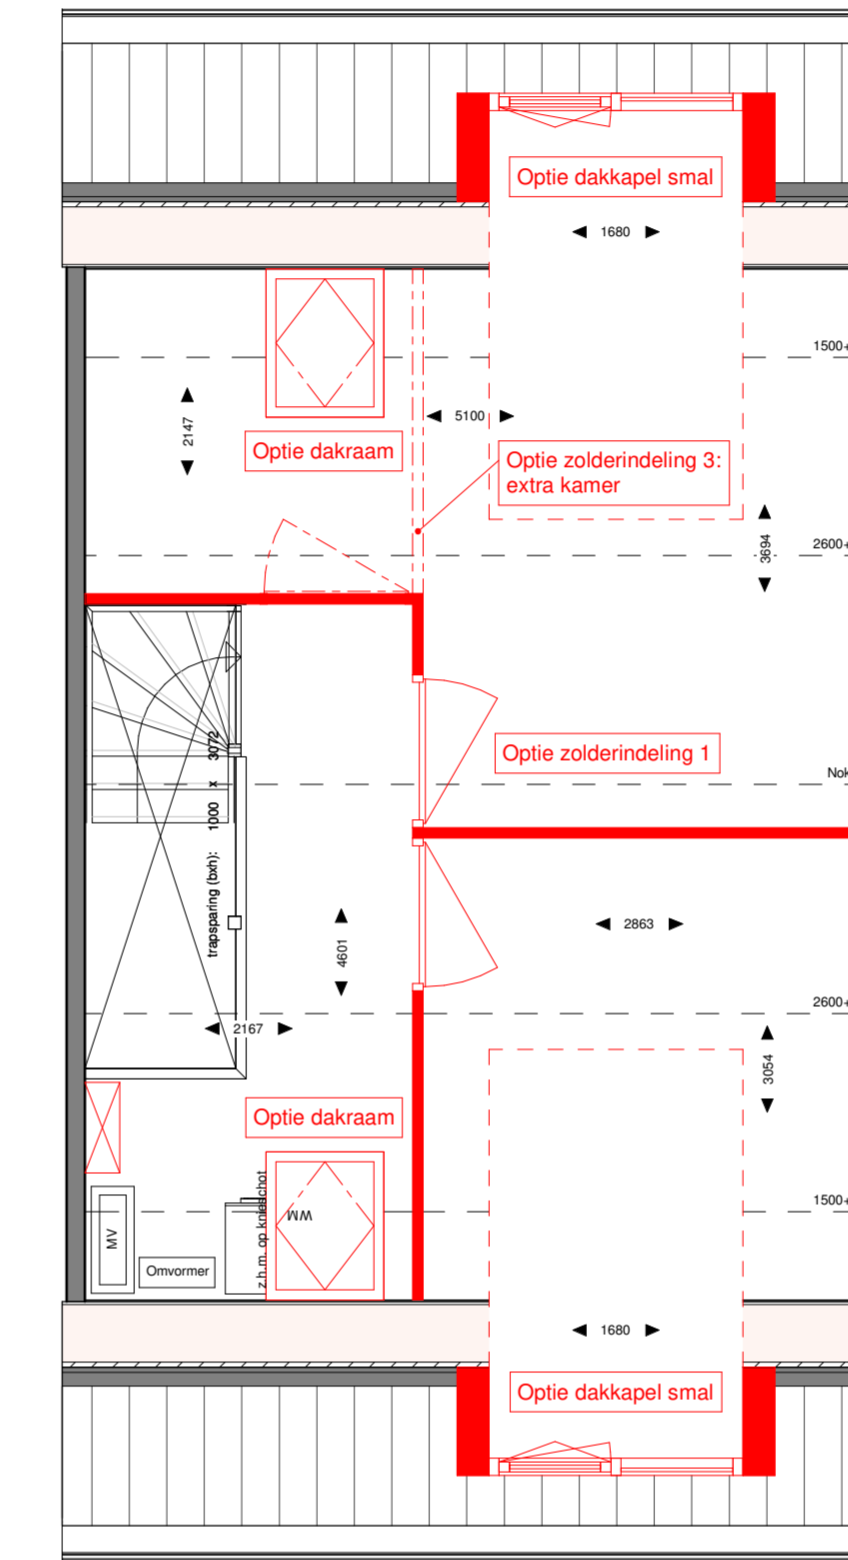 Optie dakkapel smal
1680
1500+
2147
5100
Optie dakraam
Optie zolderindeling 3:
extra kamer
2600+
3694
Optie zolderindeling 1
Nok
trapsparing (bxh): 1000 x 3072
2863
4601
2600+
2167
3054
Optie dakraam
z.h.m. op knieschot
WM
1500+
MV
Omvormer
1680
Optie dakkapel smal